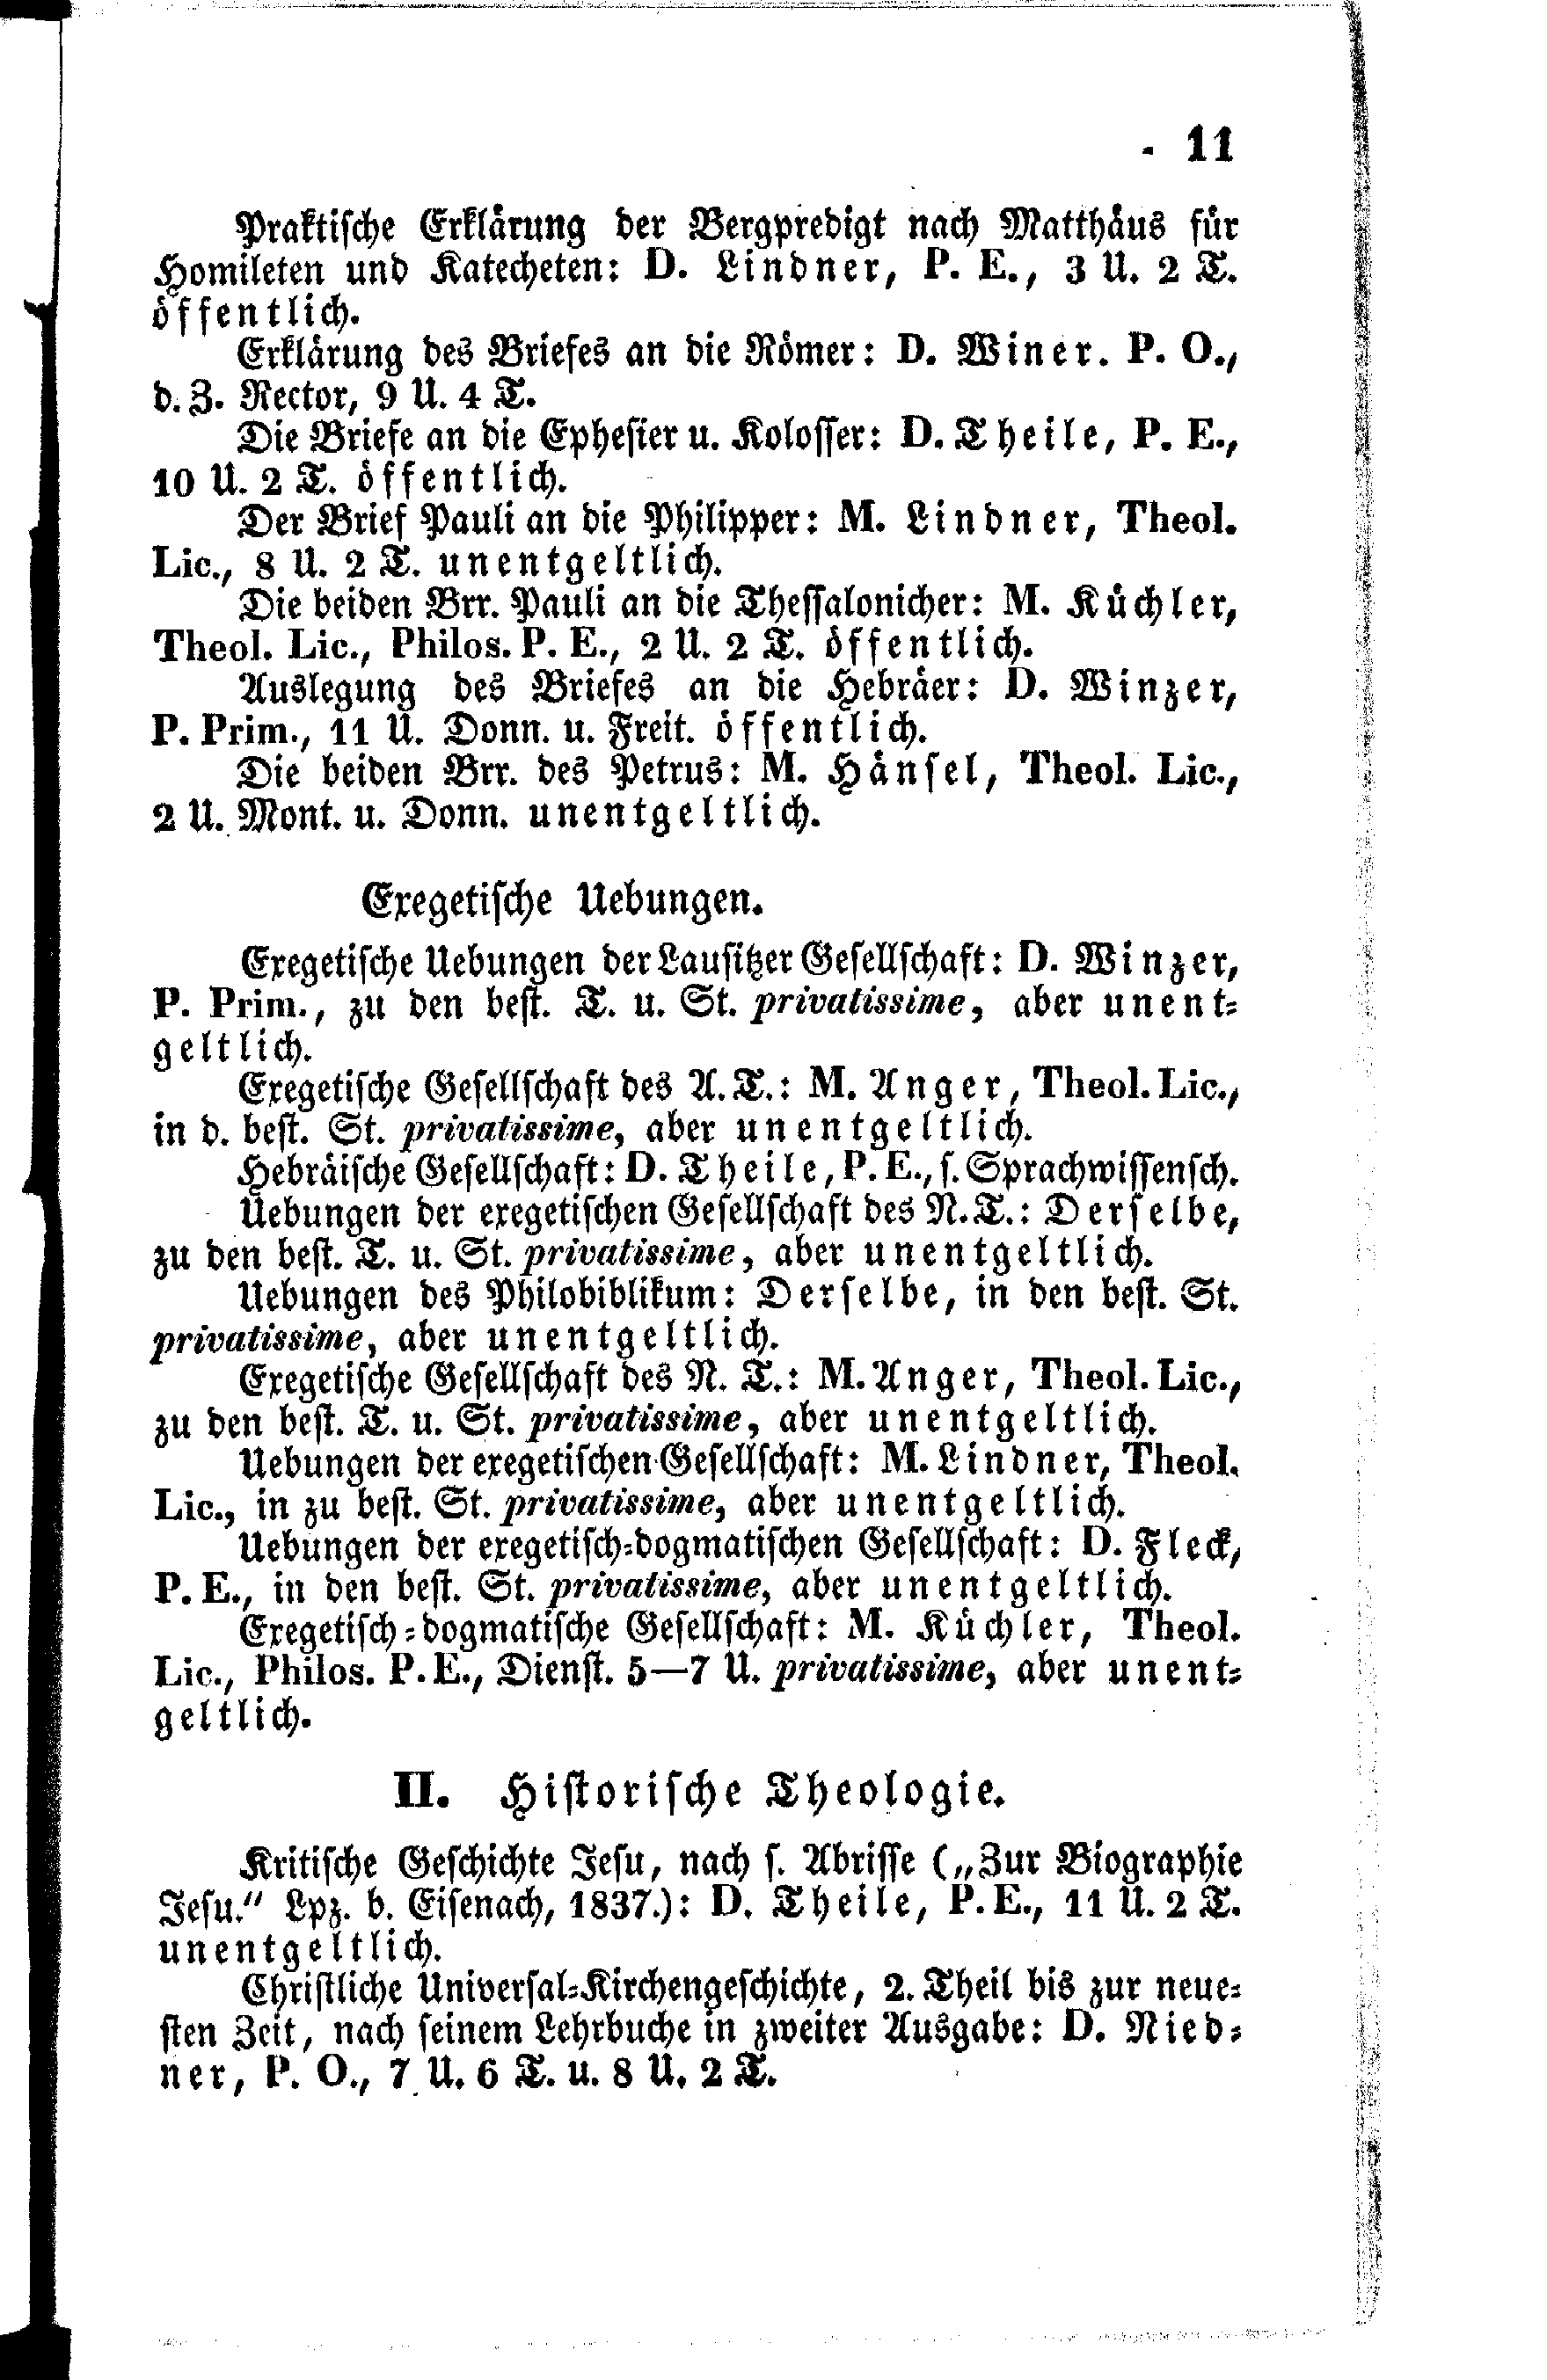 - 11
Praktische Erklärung der Bergpredigt nach Matthäus für
Homileten und Katecheten: D. Lindner, P. E., 3 U. 2 T.
öffentlich.
Erklärung des Briefes an die Römer: D. Winer. P. O.,
d. Z. Rector, 9 U. 4 T.
Die Briefe an die Ephesier u. Kolosser: D. Theile, P. E.,
10 U. 2 T. öffentlich.
Der Brief Pauli an die Philipper: M. Lindner, Theol.
Lic., 8 U. 2 T. unentgeltlich.
Die beiden Brr. Pauli an die Thessalonicher: M. Küchler,
Theol. Lic., Philos. P. E., 2 U. 2 T. öffentlich.
Auslegung des Briefes an die Hebräer: D. Winzer,
P. Prim., 11 U. Donn. u. Freit. öffentlich.
Die beiden Brr. des Petrus: M. Hänsel, Theol. Lic.,
2 U. Mont. u. Donn. unentgeltlich.
Exegetische Uebungen.
Exegetische Uebungen der Lausitzer Gesellschaft: D. Winzer,
P. Prim., zu den best. T. u. St. privatissime, aber unent-
geltlich.
Exegetische Gesellschaft des A. T.: M. Anger, Theol. Lic.,
in d. best. St. privatissime, aber unentgeltlich.
Hebräische Gesellschaft: D. Theile, P. E., s. Sprachwissensch.
Uebungen der exegetischen Gesellschaft des N. T.: Derselbe,
zu den best. T. u. St. privatissime, aber unentgeltlich.
Uebungen des Philobiblikum: Derselbe, in den best. St.
privatissime, aber unentgeltlich.
Exegetische Gesellschaft des N. T.: M. Anger, Theol. Lic.,
zu den best. T. u. St. privatissime, aber unentgeltlich.
Uebungen der exegetischen Gesellschaft: M. Lindner, Theol.
Lic., in zu best. St. privatissime, aber unentgeltlich.
Uebungen der exegetisch-dogmatischen Gesellschaft: D. Fleck,
P. E., in den best. St. privatissime, aber unentgeltlich.
Exegetisch-dogmatische Gesellschaft: M. Küchler, Theol.
Lic., Philos. P. E., Dienst. 5—7 U. privatissime, aber unent-
geltlich.
II. Historische Theologie.
Kritische Geschichte Jesu, nach s. Abrisse („Zur Biographie
Jesu." Lpz. b. Eisenach, 1837.): D. Theile, P. E., 11 U. 2 T.
unentgeltlich.
Christliche Universal-Kirchengeschichte, 2. Theil bis zur neue-
sten Zeit, nach seinem Lehrbuche in zweiter Ausgabe: D. Nied-
ner, P. O., 7 U. 6 T. u. 8 U. 2 T.